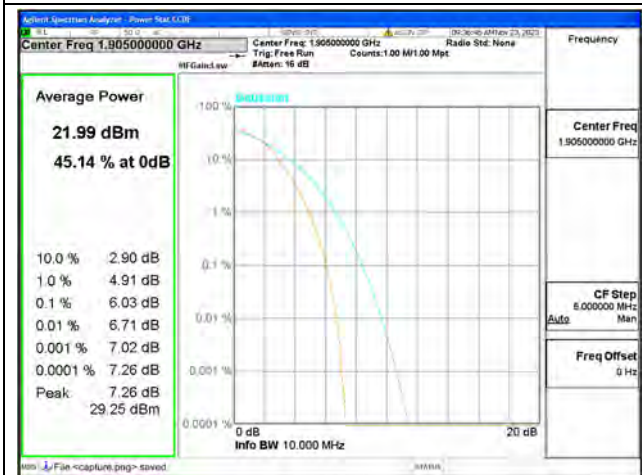 Agilent Spectrum Analyzer - Power Stat CCDF
Center Freq 1.905000000 GHz
Center Freq: 1.905000000 GHz
Radio Std: None
Trig: Free Run
Counts:1.00 M/1.00 Mpt
#IFGain:Low
#Atten: 16 dB
Frequency
Average Power
21.99 dBm
45.14 % at 0dB
10.0 % 2.90 dB
1.0 % 4.91 dB
0.1 % 6.03 dB
0.01 % 6.71 dB
0.001 % 7.02 dB
0.0001 % 7.26 dB
Peak 7.26 dB
29.25 dBm
100 %
Gaussian
10 %
1 %
0.1 %
0.01 %
0.001 %
0.0001 %
0 dB
20 dB
Info BW 10.000 MHz
Center Freq
1.905000000 GHz
CF Step
6.000000 MHz
Auto Man
Freq Offset
0 Hz
MSG File <capture.png> saved
STATUS